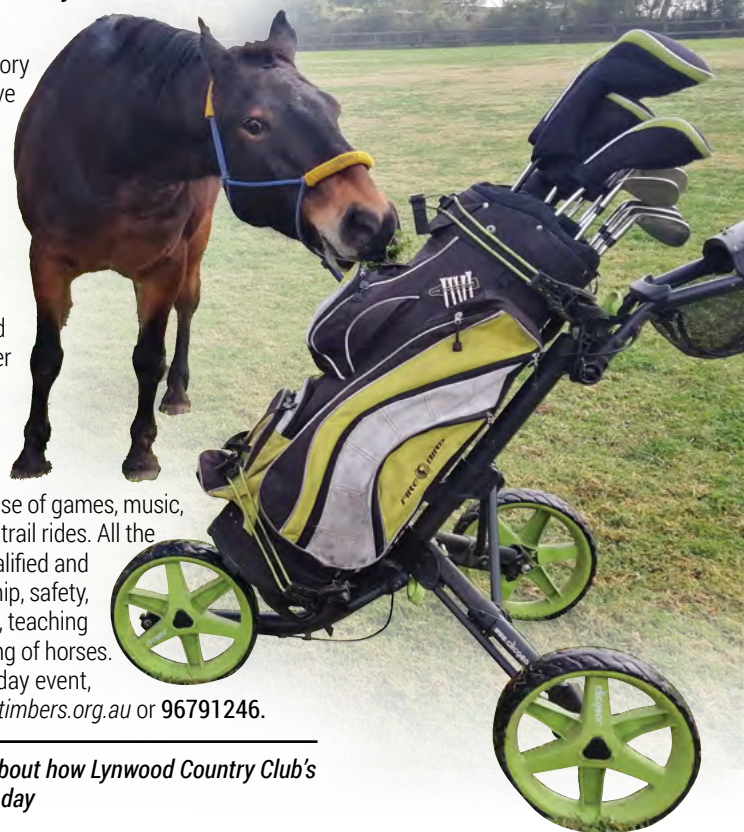 ory
ve
d
er
se of games, music,
trail rides. All the
alified and
ip, safety,
, teaching
ng of horses.
day event,
timbers.org.au or 96791246.
bout how Lynwood Country Club's
day